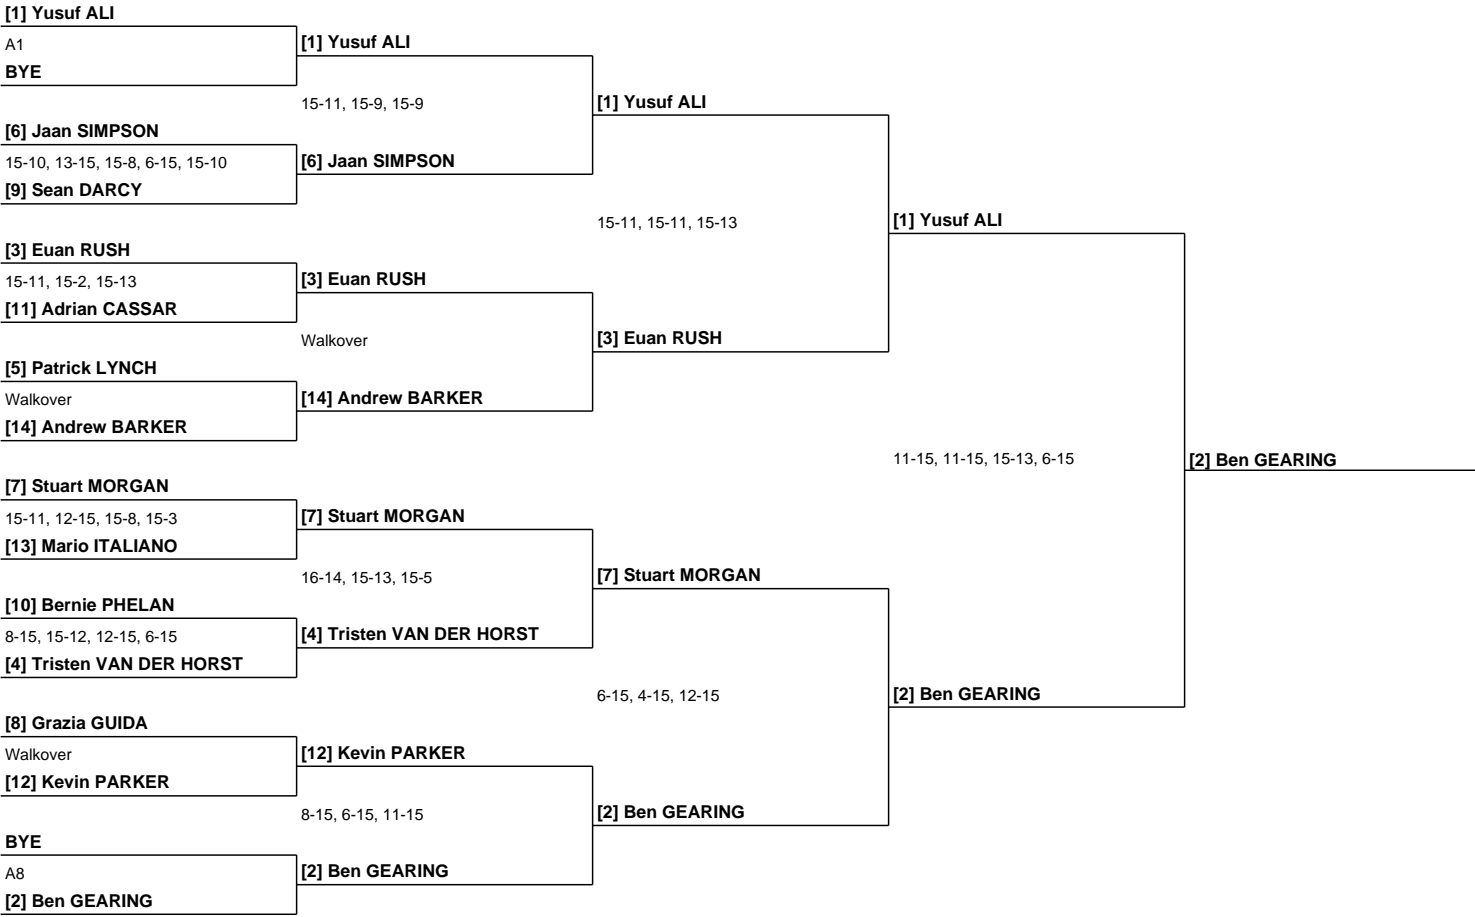 [1] Yusuf ALI
A1
BYE
[6] Jaan SIMPSON
15-10, 13-15, 15-8, 6-15, 15-10
[9] Sean DARCY
[3] Euan RUSH
15-11, 15-2, 15-13
[11] Adrian CASSAR
[5] Patrick LYNCH
Walkover
[14] Andrew BARKER
[7] Stuart MORGAN
15-11, 12-15, 15-8, 15-3
[13] Mario ITALIANO
[10] Bernie PHELAN
8-15, 15-12, 12-15, 6-15
[4] Tristen VAN DER HORST
[8] Grazia GUIDA
Walkover
[12] Kevin PARKER
BYE
A8
[2] Ben GEARING
[1] Yusuf ALI
15-11, 15-9, 15-9
[6] Jaan SIMPSON
[3] Euan RUSH
Walkover
[14] Andrew BARKER
[7] Stuart MORGAN
16-14, 15-13, 15-5
[4] Tristen VAN DER HORST
[12] Kevin PARKER
8-15, 6-15, 11-15
[2] Ben GEARING
[1] Yusuf ALI
15-11, 15-11, 15-13
[3] Euan RUSH
[7] Stuart MORGAN
6-15, 4-15, 12-15
[2] Ben GEARING
[1] Yusuf ALI
11-15, 11-15, 15-13, 6-15
[2] Ben GEARING
[2] Ben GEARING